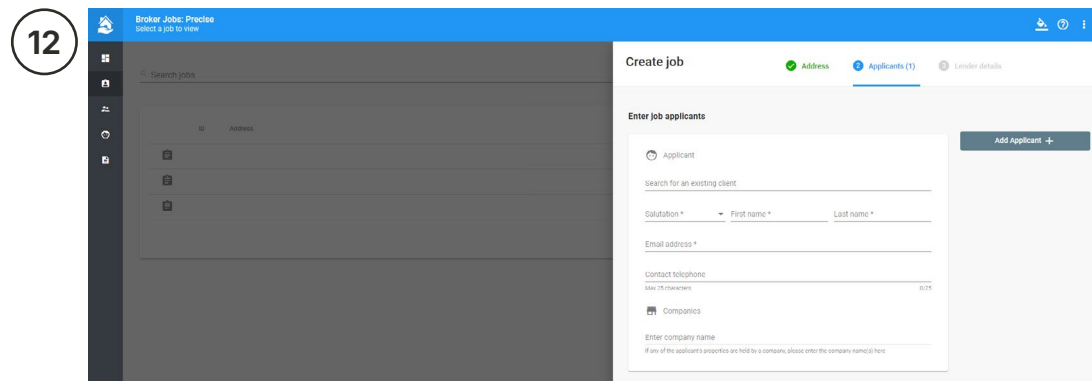 12
Broker Jobs: Precise
Select a job to view
Search jobs
Id Address
Create job
Address
2 Applicants (1)
3 Lender details
Enter job applicants
Add Applicant +
Applicant
Search for an existing client
Salutation * First name * Last name *
Email address *
Contact telephone
Max 25 characters 0/25
Companies
Enter company name
If any of the applicant's properties are held by a company, please enter the company name(s) here